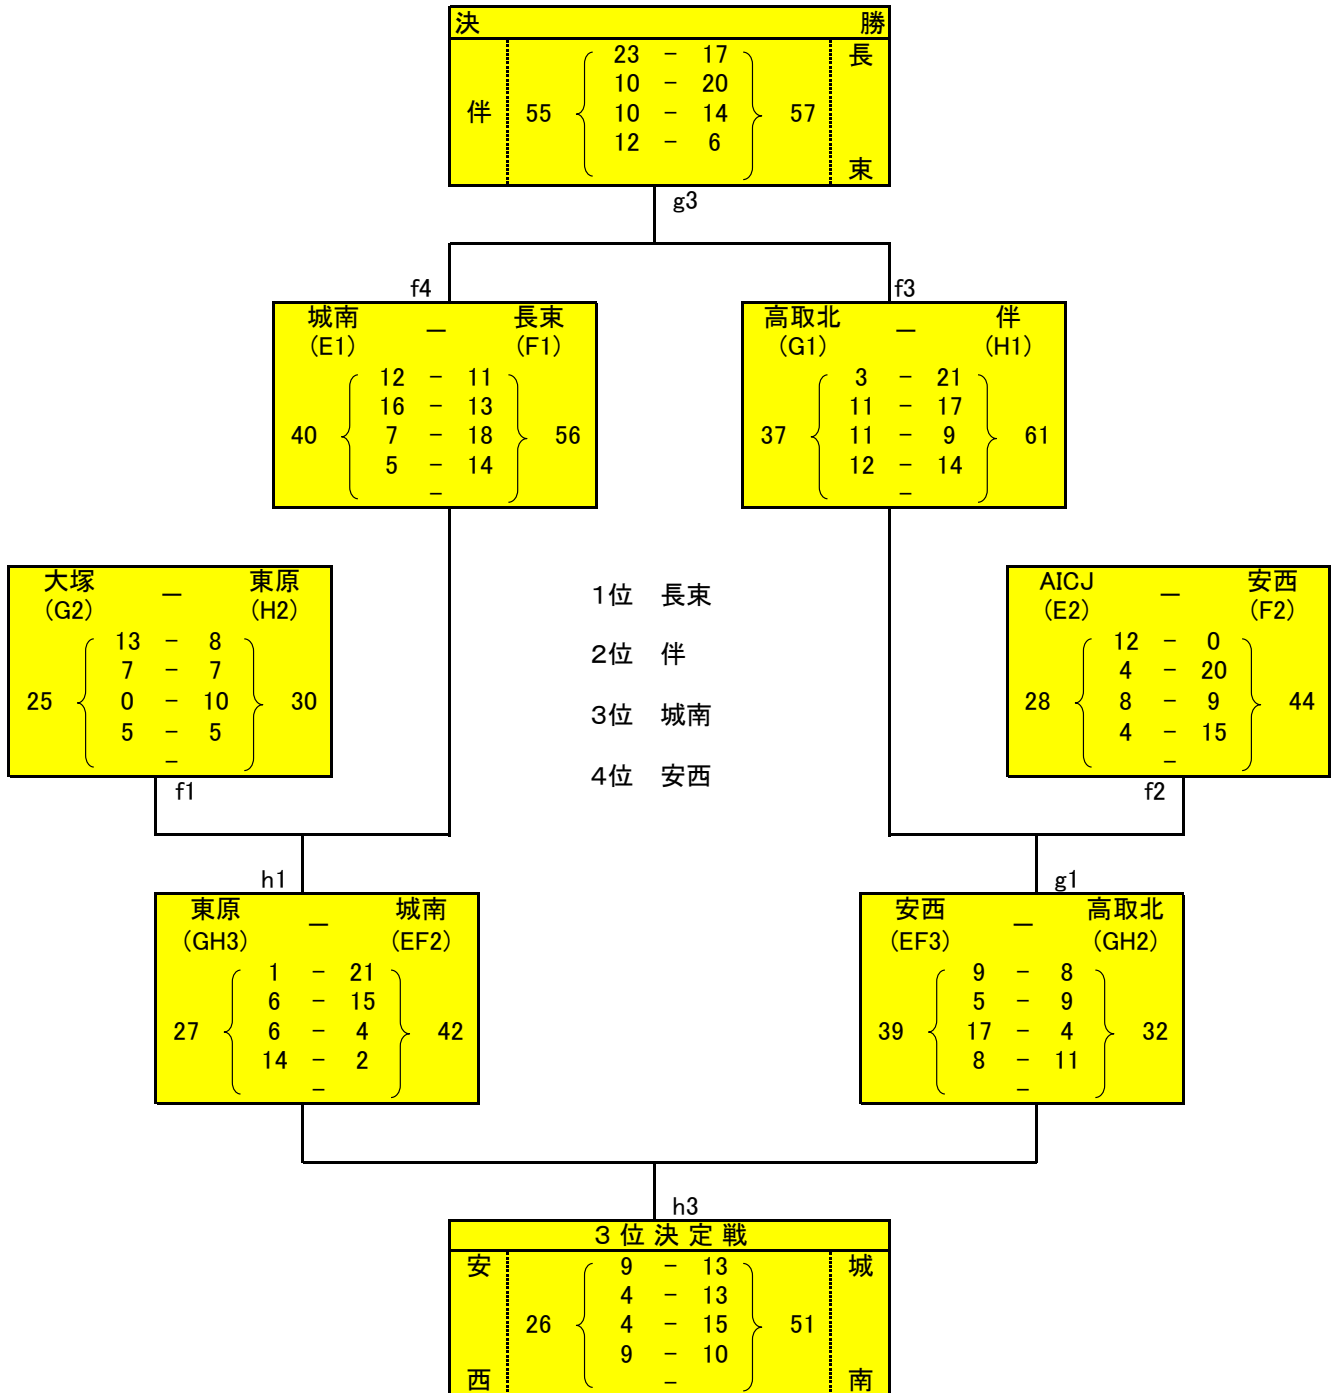 決 勝
伴 55 23 - 17 57 長東
10 - 20
10 - 14
12 - 6
g3
f4
城南 - 長束
(E1) (F1)
12 - 11
16 - 13
40 7 - 18 56
5 - 14
-
f3
高取北 - 伴
(G1) (H1)
3 - 21
11 - 17
37 11 - 9 61
12 - 14
-
大塚 - 東原
(G2) (H2)
13 - 8
7 - 7
25 0 - 10 30
5 - 5
-
f1
1位 長束
2位 伴
3位 城南
4位 安西
AICJ - 安西
(E2) (F2)
12 - 0
4 - 20
28 8 - 9 44
4 - 15
-
f2
h1
東原 - 城南
(GH3) (EF2)
1 - 21
6 - 15
27 6 - 4 42
14 - 2
-
g1
安西 - 高取北
(EF3) (GH2)
9 - 8
5 - 9
39 17 - 4 32
8 - 11
-
h3
3位決定戦
安西 26 9 - 13 51 城南
4 - 13
4 - 15
9 - 10
-